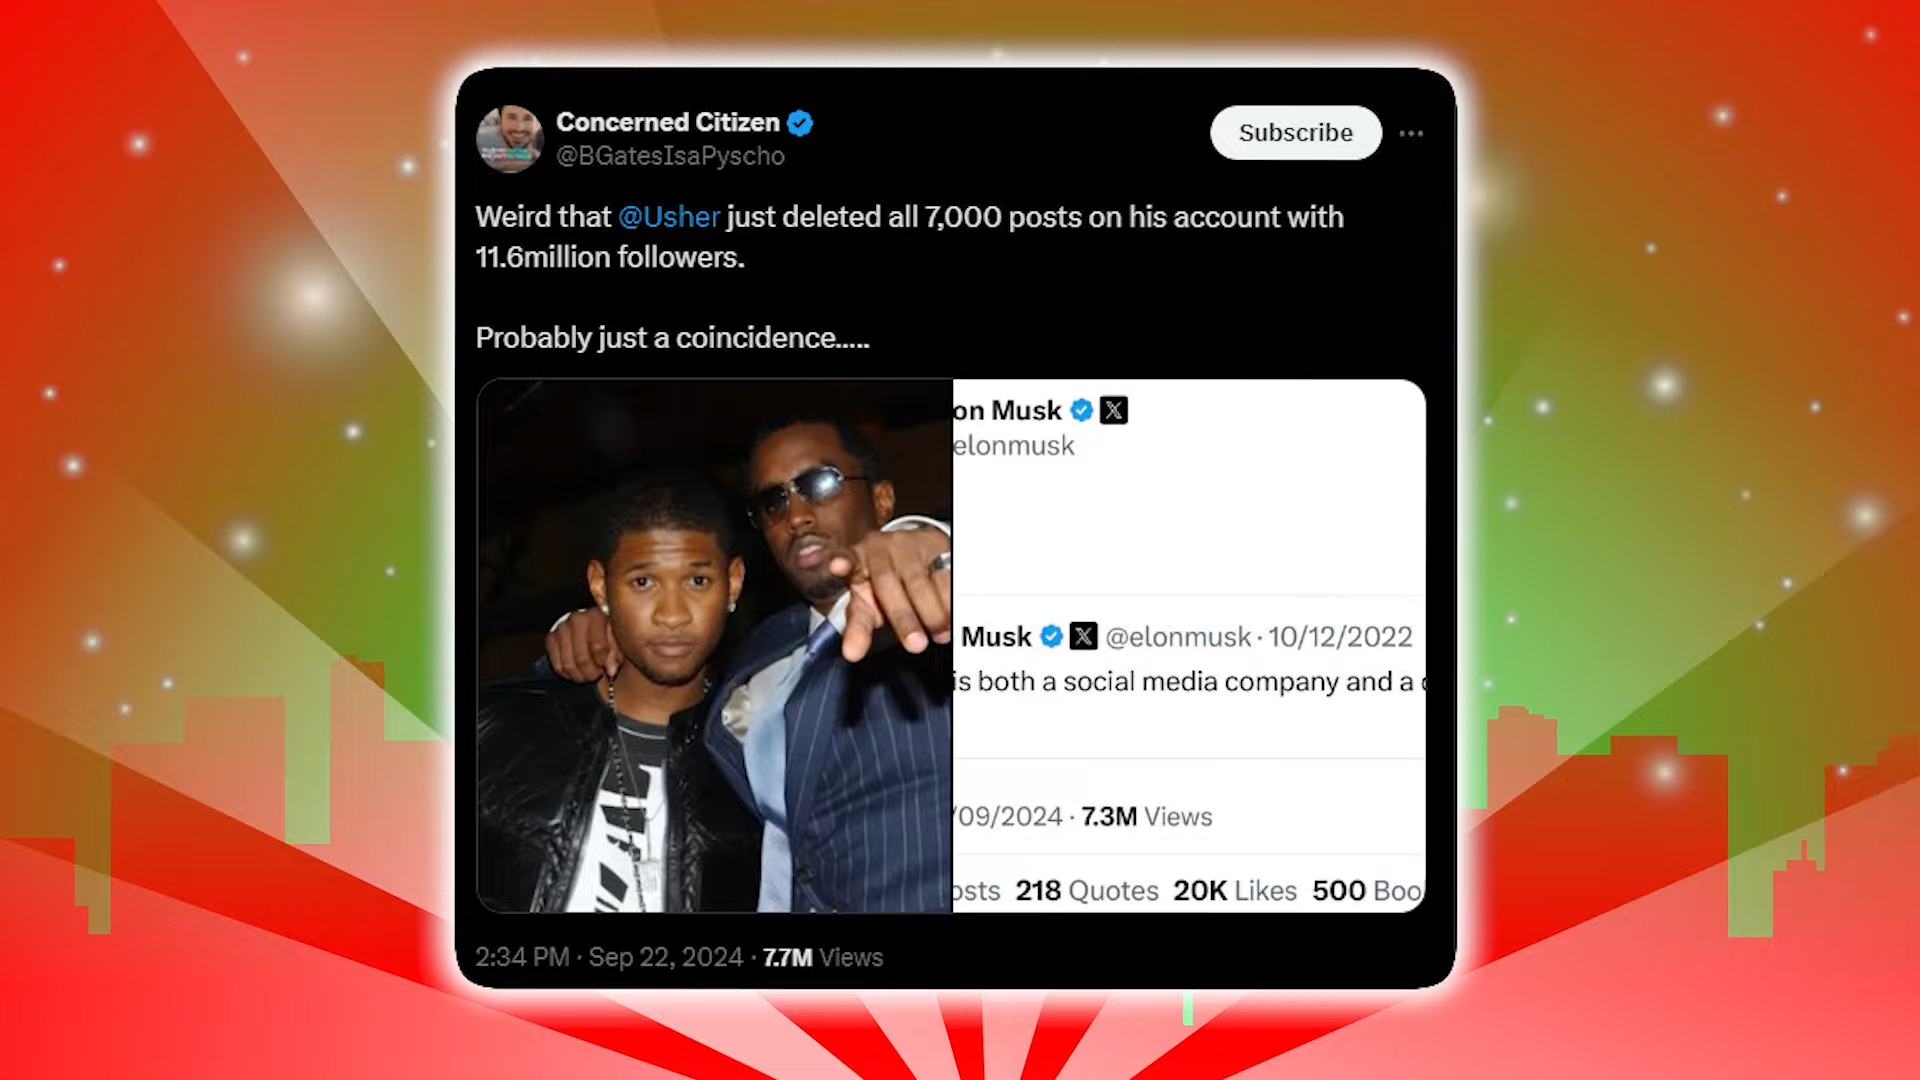 Concerned Citizen
@BGatesIsaPyscho
Subscribe
Weird that @Usher just deleted all 7,000 posts on his account with
11.6million followers.
Probably just a coincidence.....
on Musk
elonmusk
Musk @elonmusk · 10/12/2022
is both a social media company and a
/09/2024 · 7.3M Views
osts 218 Quotes 20K Likes 500 Boo
2:34 PM · Sep 22, 2024 · 7.7M Views